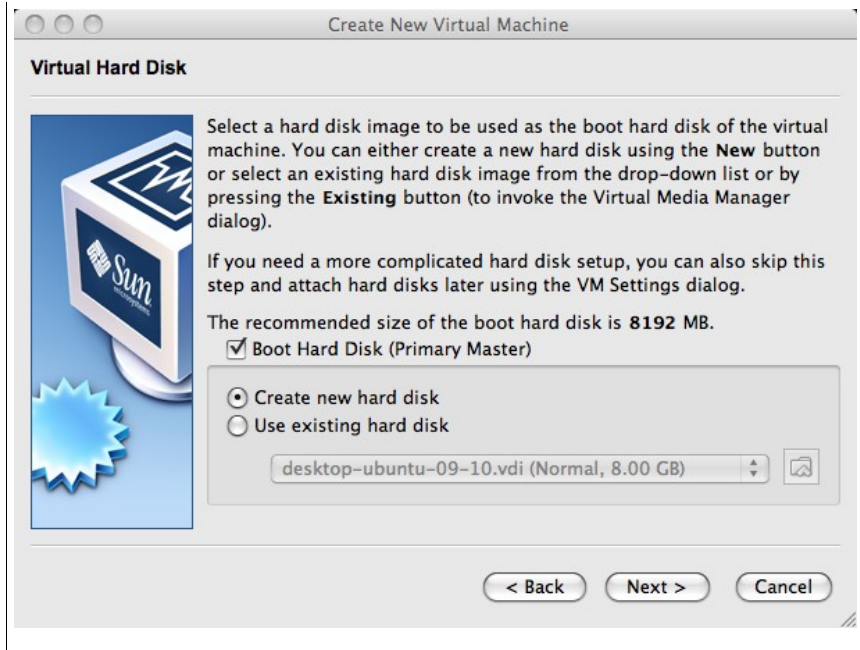 Create New Virtual Machine
Virtual Hard Disk
Select a hard disk image to be used as the boot hard disk of the virtual
machine. You can either create a new hard disk using the New button
or select an existing hard disk image from the drop-down list or by
pressing the Existing button (to invoke the Virtual Media Manager
dialog).
If you need a more complicated hard disk setup, you can also skip this
step and attach hard disks later using the VM Settings dialog.
The recommended size of the boot hard disk is 8192 MB.
Boot Hard Disk (Primary Master)
Create new hard disk
Use existing hard disk
desktop-ubuntu-09-10.vdi (Normal, 8.00 GB)
Sun
microsystems
< Back
Next >
Cancel